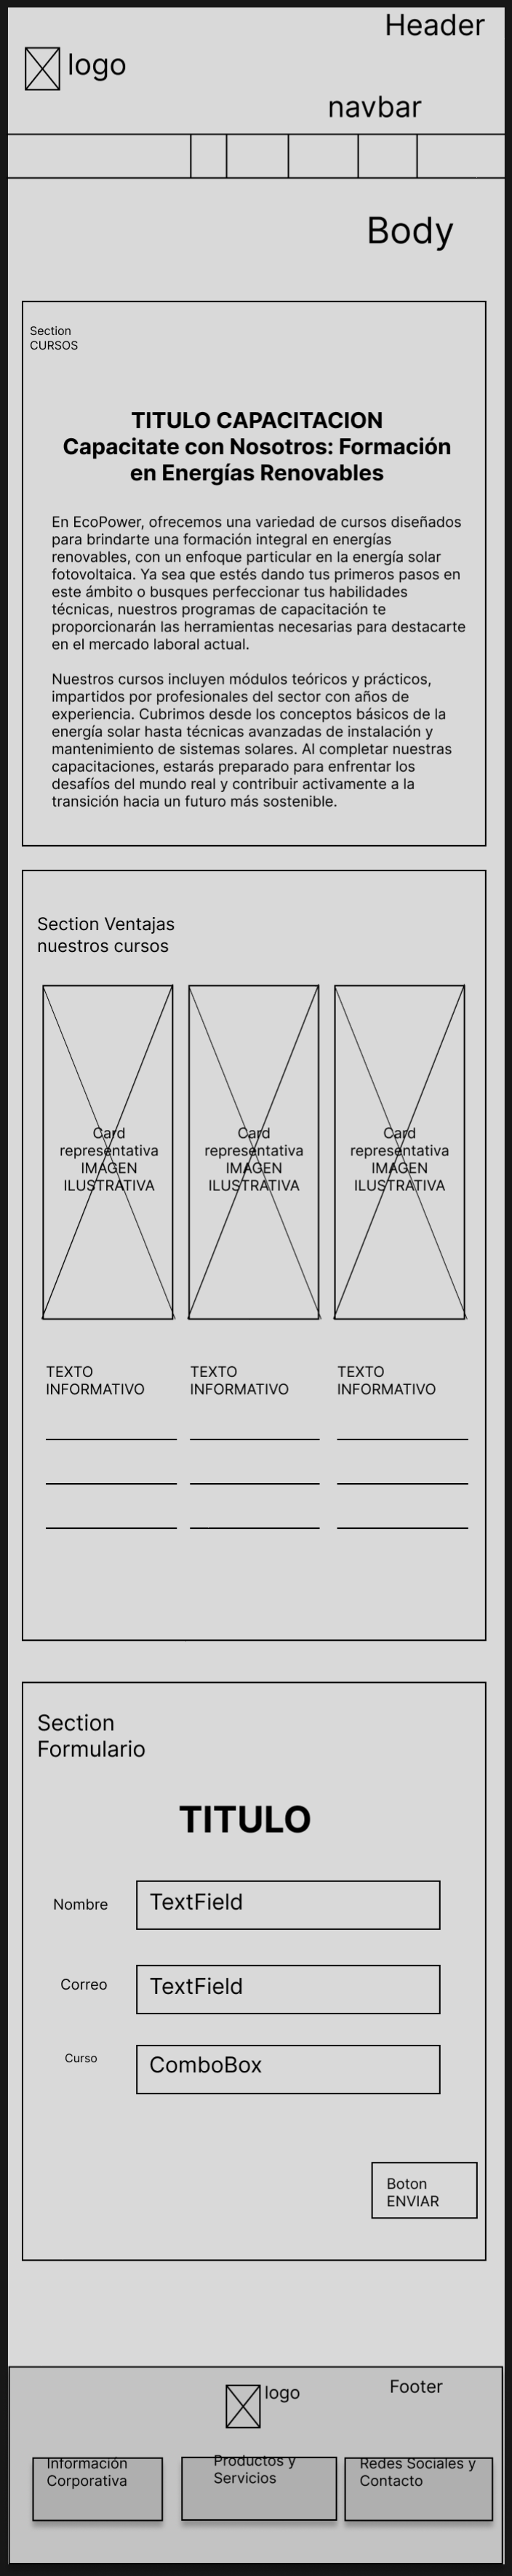 Header
logo
navbar
Body
Section
CURSOS
TITULO CAPACITACION
Capacitate con Nosotros: Formación
en Energías Renovables
En EcoPower, ofrecemos una variedad de cursos diseñados
para brindarte una formación integral en energías
renovables, con un enfoque particular en la energía solar
fotovoltaica. Ya sea que estés dando tus primeros pasos en
este ámbito o busques perfeccionar tus habilidades
técnicas, nuestros programas de capacitación te
proporcionarán las herramientas necesarias para destacarte
en el mercado laboral actual.
Nuestros cursos incluyen módulos teóricos y prácticos,
impartidos por profesionales del sector con años de
experiencia. Cubrimos desde los conceptos básicos de la
energía solar hasta técnicas avanzadas de instalación y
mantenimiento de sistemas solares. Al completar nuestras
capacitaciones, estarás preparado para enfrentar los
desafíos del mundo real y contribuir activamente a la
transición hacia un futuro más sostenible.
Section Ventajas
nuestros cursos
Card
representativa
IMAGEN
ILUSTRATIVA
Card
representativa
IMAGEN
ILUSTRATIVA
Card
representativa
IMAGEN
ILUSTRATIVA
TEXTO
INFORMATIVO
TEXTO
INFORMATIVO
TEXTO
INFORMATIVO
Section
Formulario
TITULO
Nombre
TextField
Correo
TextField
Curso
ComboBox
Boton
ENVIAR
Footer
logo
Información
Corporativa
Productos y
Servicios
Redes Sociales y
Contacto